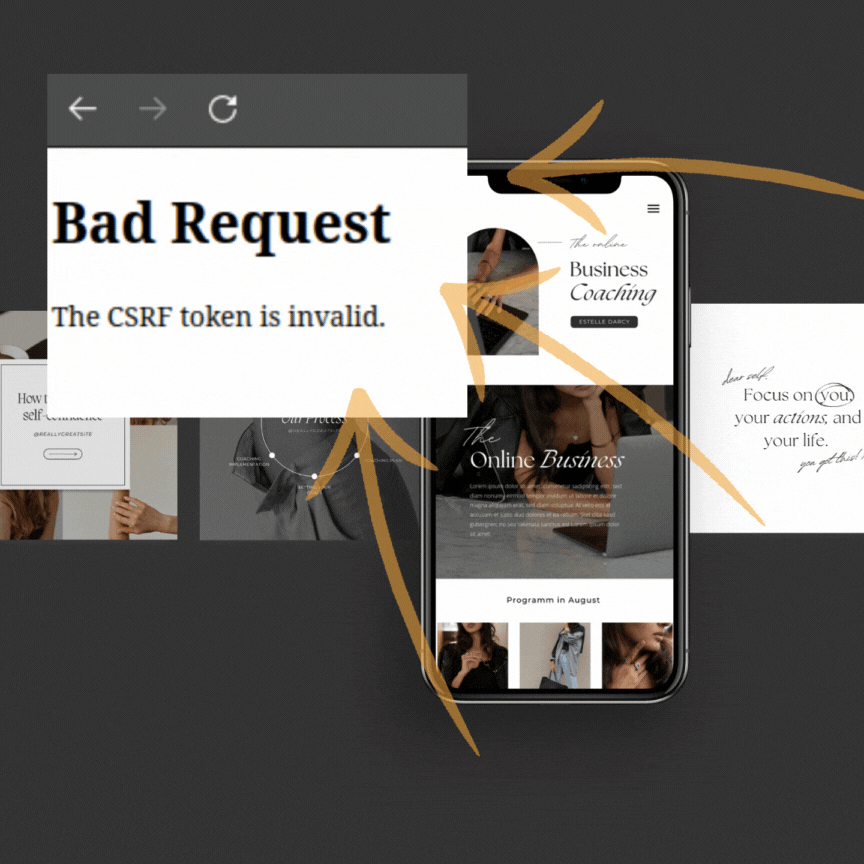 Bad Request
The CSRF token is invalid.
The online
Business
Coaching
ESTELLE DARCY
How
self-confidence
@REALLYGREATSITE
Our Process
@REALLYGREATSITE
COACHING
IMPLEMENTATION
The
Online Business
Lorem ipsum dolor sit amet, consetetur sadipscing elitr, sed
diam nonumy eirmod tempor invidunt ut labore et dolore
magna aliquyam erat, sed diam voluptua. At vero eos et
accusam et justo duo dolores et ea rebum. Stet clita kasd
gubergren, no sea takimata sanctus est Lorem ipsum dolor
sit amet.
Programm in August
dear self,
Focus on you,
your actions, and
your life.
you got this!